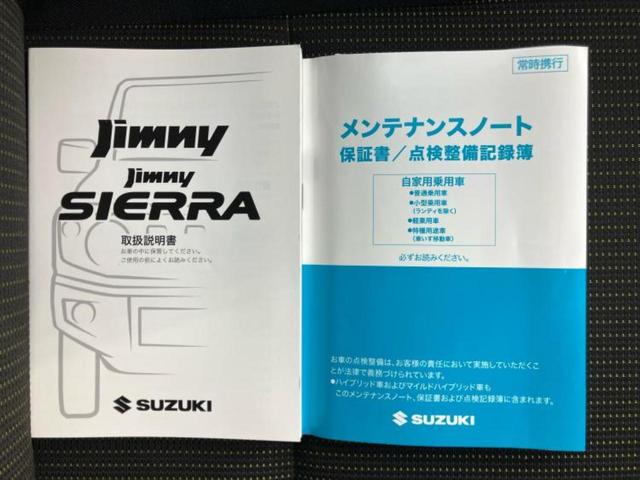 Jimny
Jimny
SIERRA
取扱説明書
お車の中に保管してください。
ご使用の前によくお読みください。
SUZUKI
常時携行
メンテナンスノート
保証書／点検整備記録簿
自家用乗用車
●普通乗用車
●小型乗用車
（ランディを除く）
●軽乗用車
●特種用途車
（車いす移動車）
必ずお読みください。
お車の点検整備は、お客様の責任において実施していただくこ
とが法律で義務づけられています。
●ハイブリッド車およびマイルドハイブリッド車も
このメンテナンスノート、保証書および点検記録簿に含まれます。
SUZUKI